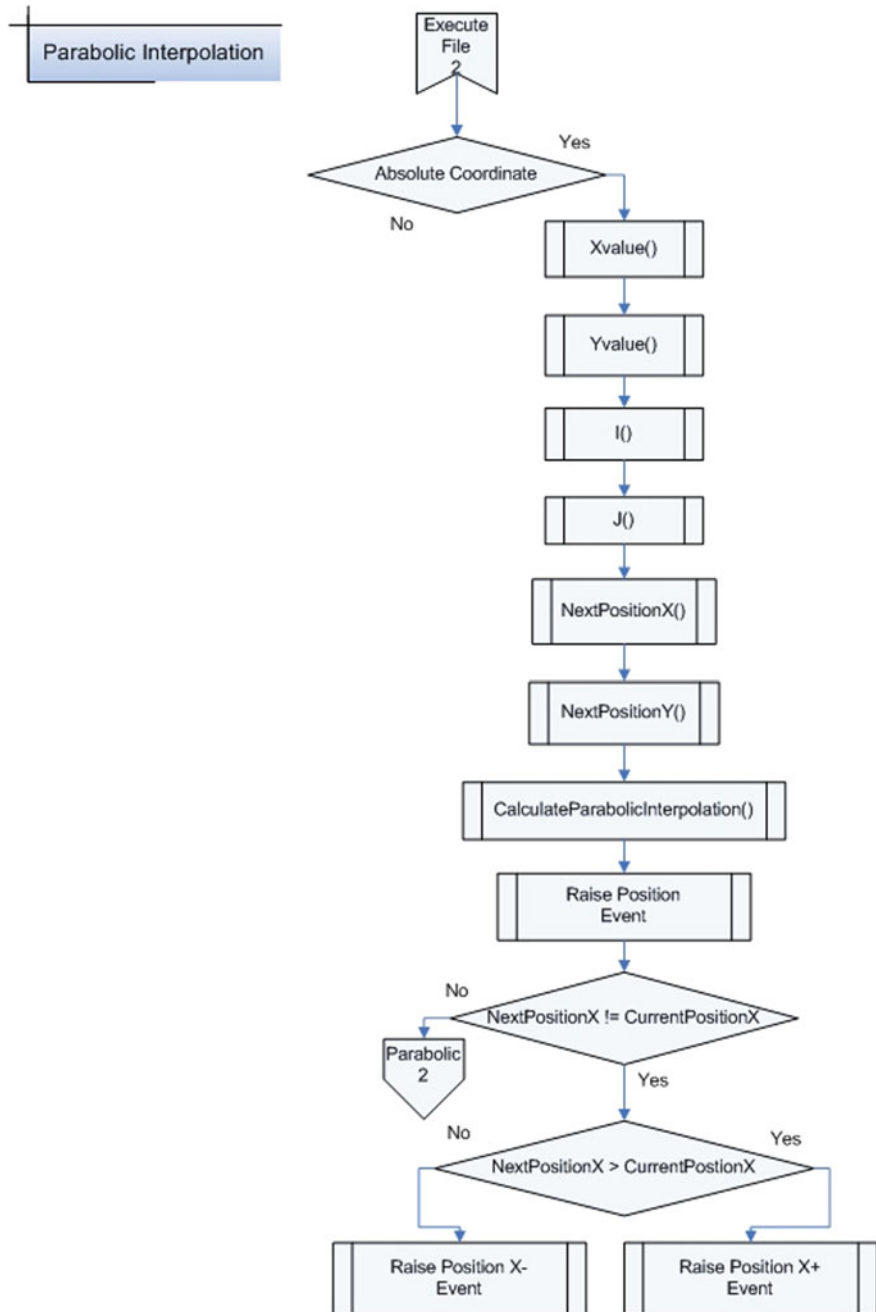 Parabolic Interpolation
Execute
File
2
Yes
Absolute Coordinate
No
Xvalue()
Yvalue()
I()
J()
NextPositionX()
NextPositionY()
CalculateParabolicInterpolation()
Raise Position
Event
No
NextPositionX != CurrentPositionX
Parabolic
2
Yes
No
Yes
NextPositionX > CurrentPostionX
Raise Position X-
Event
Raise Position X+
Event